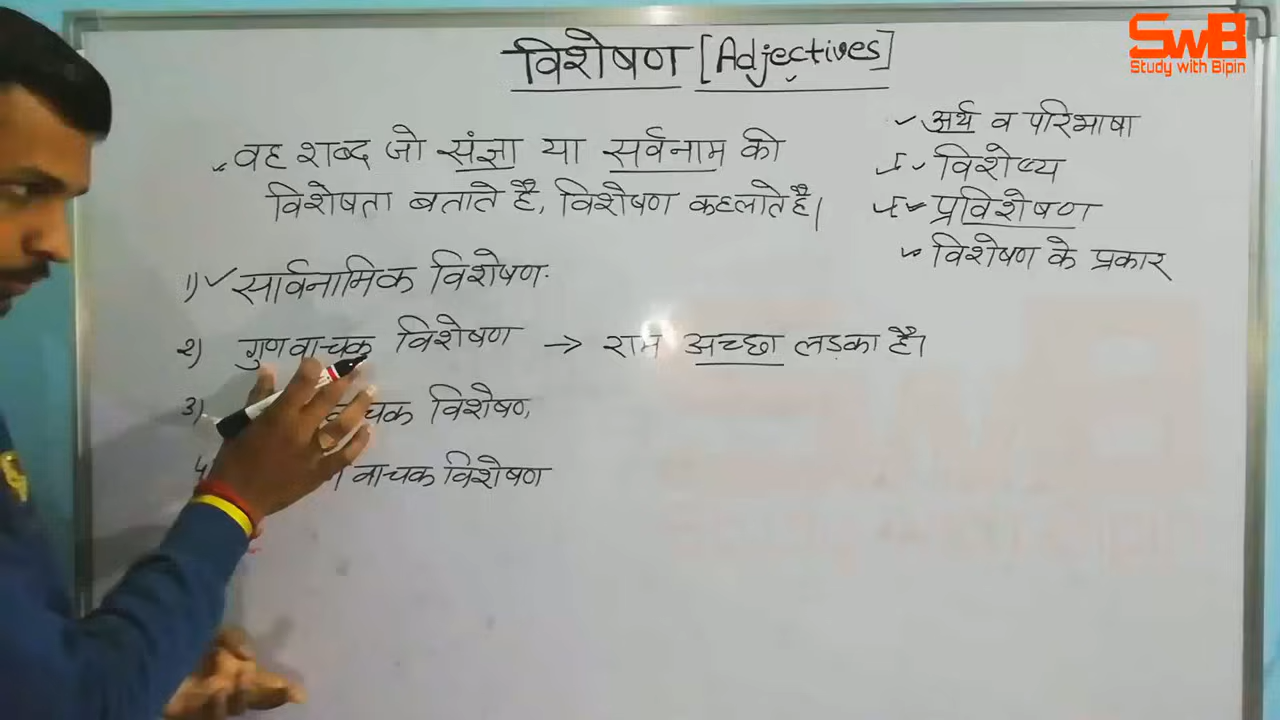 विशेषण [Adjectives]
वह शब्द जो संज्ञा या सर्वनाम की
विशेषता बताते है, विशेषण कहलाते है।
1) सार्वनामिक विशेषण
2) गुणवाचक विशेषण → राम अच्छा लड़का है।
3) वाचक विशेषण
4 वाचक विशेषण
अर्थ व परिभाषा
विशेष्य
प्रविशेषण
विशेषण के प्रकार
SwB
Study with Bipin